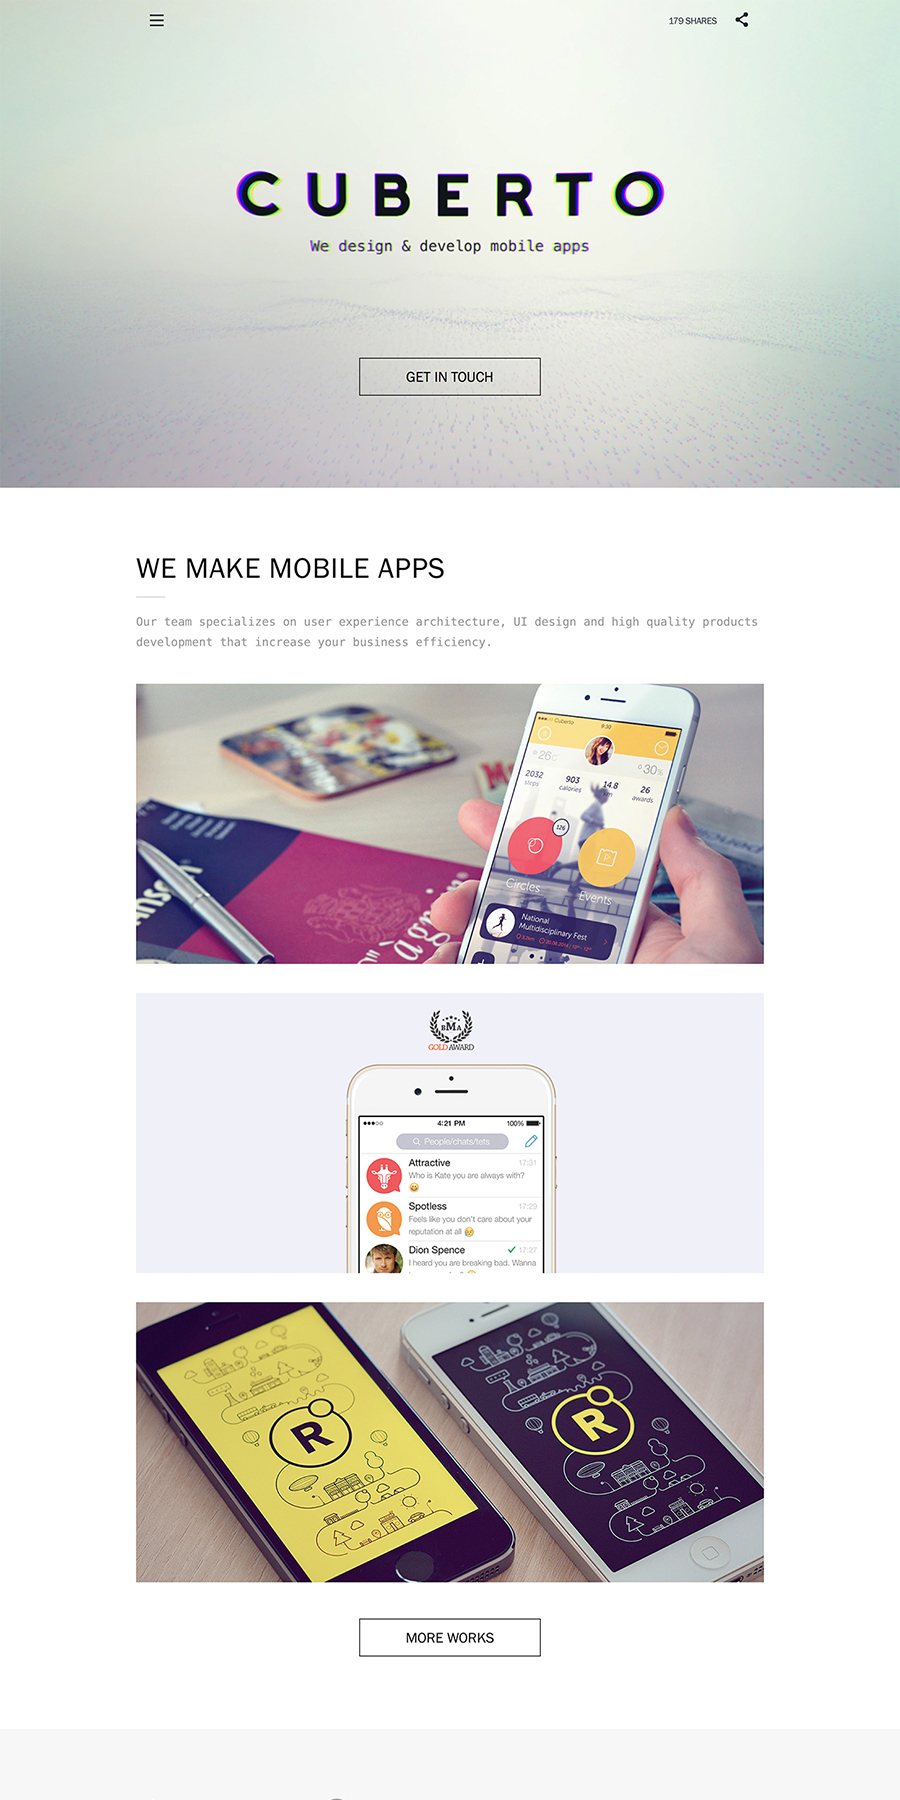 179 SHARES
CUBERTO
We design & develop mobile apps
GET IN TOUCH
WE MAKE MOBILE APPS
Our team specializes on user experience architecture, UI design and high quality products
development that increase your business efficiency.
Cuberto
9:30
26
30%
2032
steps
903
calories
14.8
km
26
awards
126
Circles
Events
National
Multidisciplinary Fest
BMA
GOLD AWARD
4:21 PM
100%
People/chats/tets
Attractive
17:31
Who is Kate you are always with?
Spotless
17:29
Feels like you don't care about your
reputation at all
Dion Spence
17:27
I heard you are breaking bad. Wanna
R
R
MORE WORKS